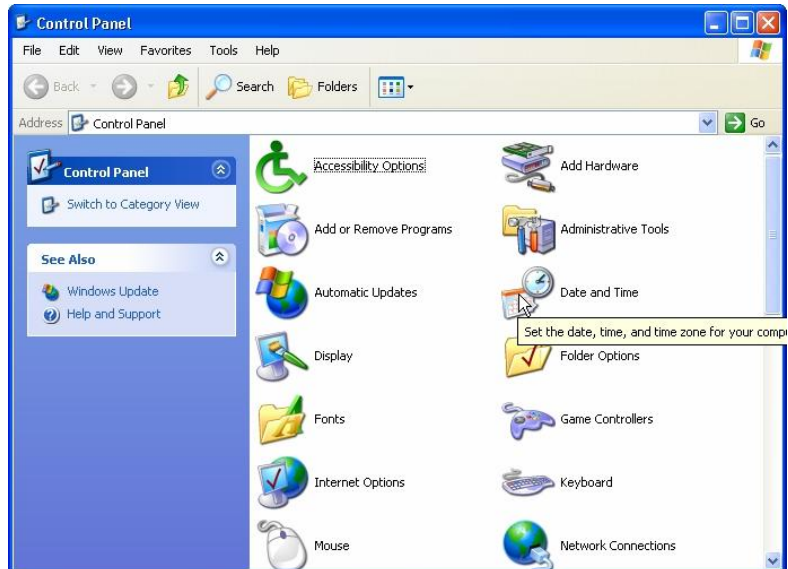 Control Panel
File Edit View Favorites Tools Help
Back Search Folders
Address Control Panel Go
Control Panel
Switch to Category View
See Also
Windows Update
Help and Support
Accessibility Options Add Hardware
Add or Remove Programs Administrative Tools
Automatic Updates Date and Time
Set the date, time, and time zone for your compu
Display Folder Options
Fonts Game Controllers
Internet Options Keyboard
Mouse Network Connections